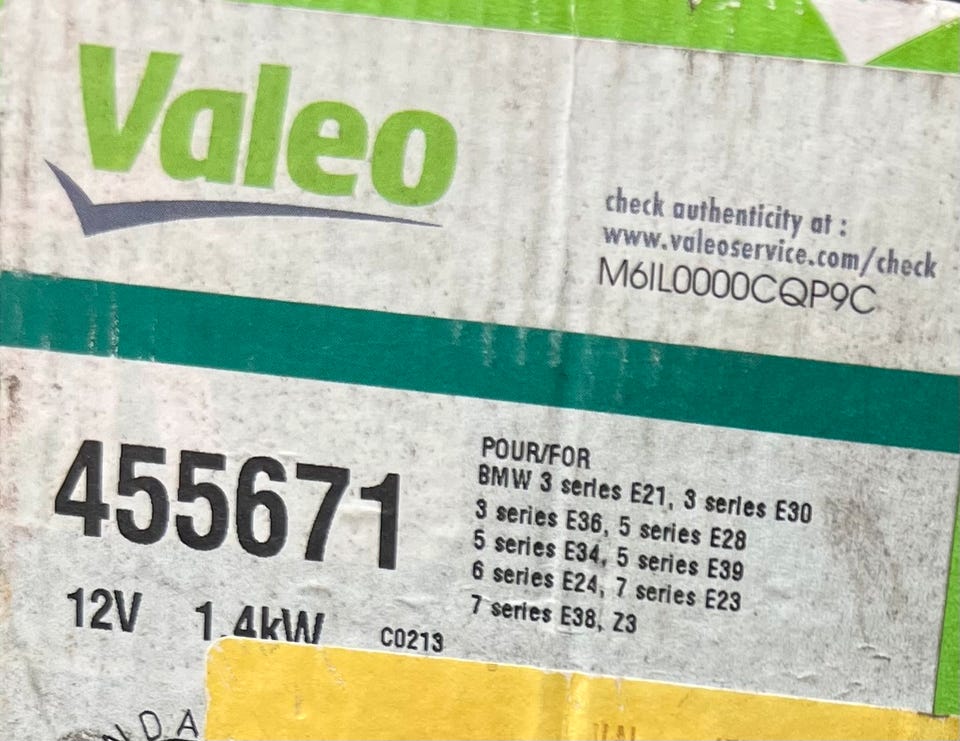 Valeo
check authenticity at :
www.valeoservice.com/check
M6IL0000CQP9C
455671
POUR/FOR
BMW 3 series E21, 3 series E30
3 series E36, 5 series E28
5 series E34, 5 series E39
6 series E24, 7 series E23
7 series E38, Z3
12V 1.4kW C0213